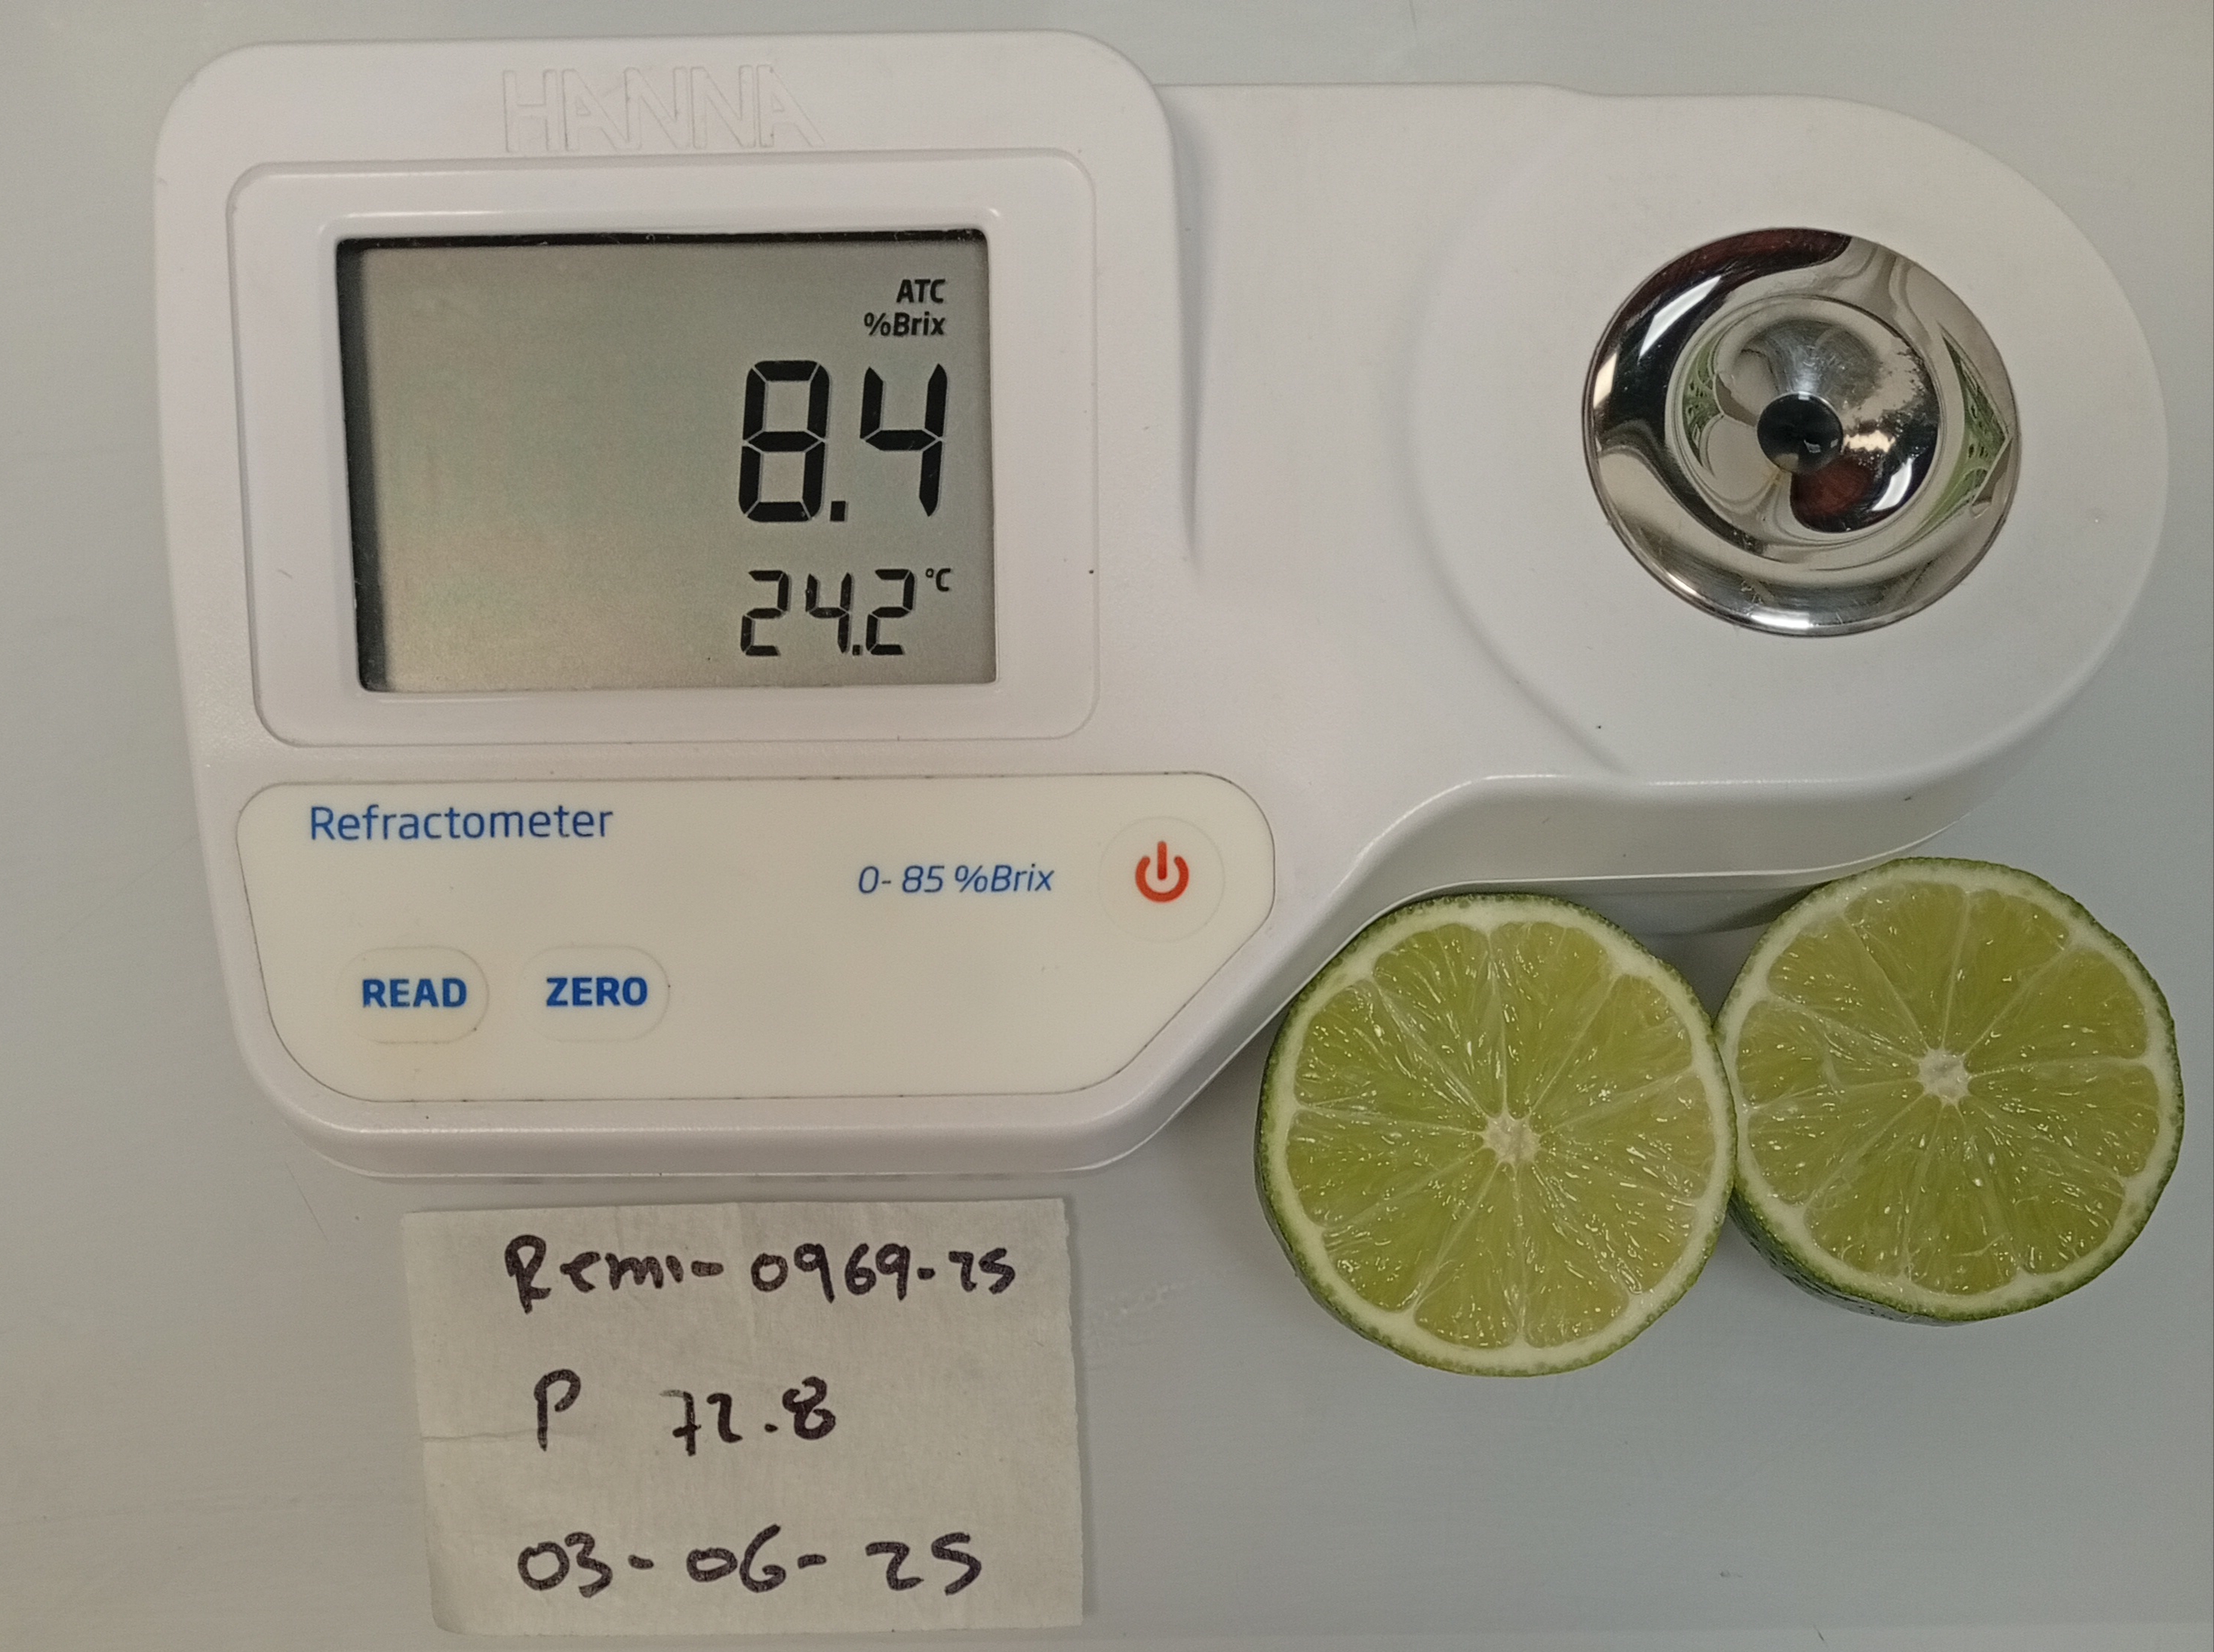 HANNA
ATC
%Brix
8.4
24.2 °C
Refractometer
0- 85 %Brix
READ ZERO
Remi- 0969-25
P 72.8
03-06-25